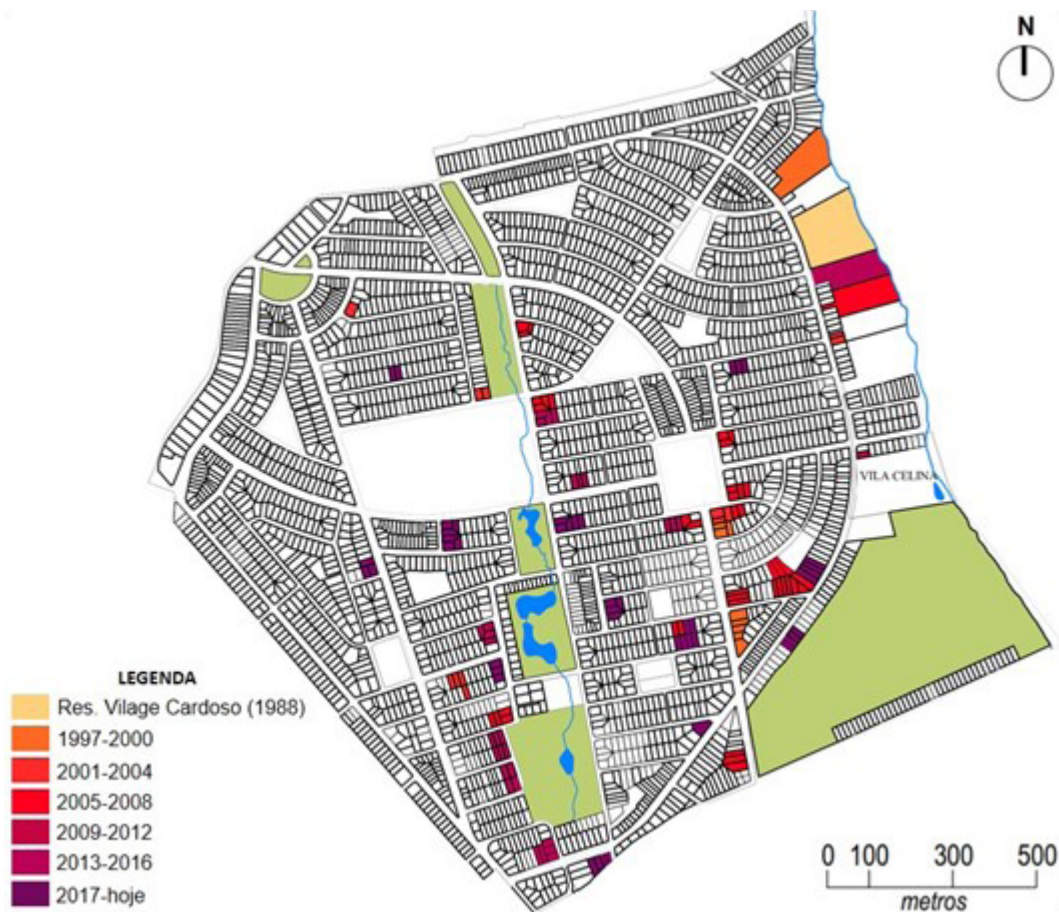 N
VILA CELINA
LEGENDA
Res. Vilage Cardoso (1988)
1997-2000
2001-2004
2005-2008
2009-2012
2013-2016
2017-hoje
0 100 300 500
metros